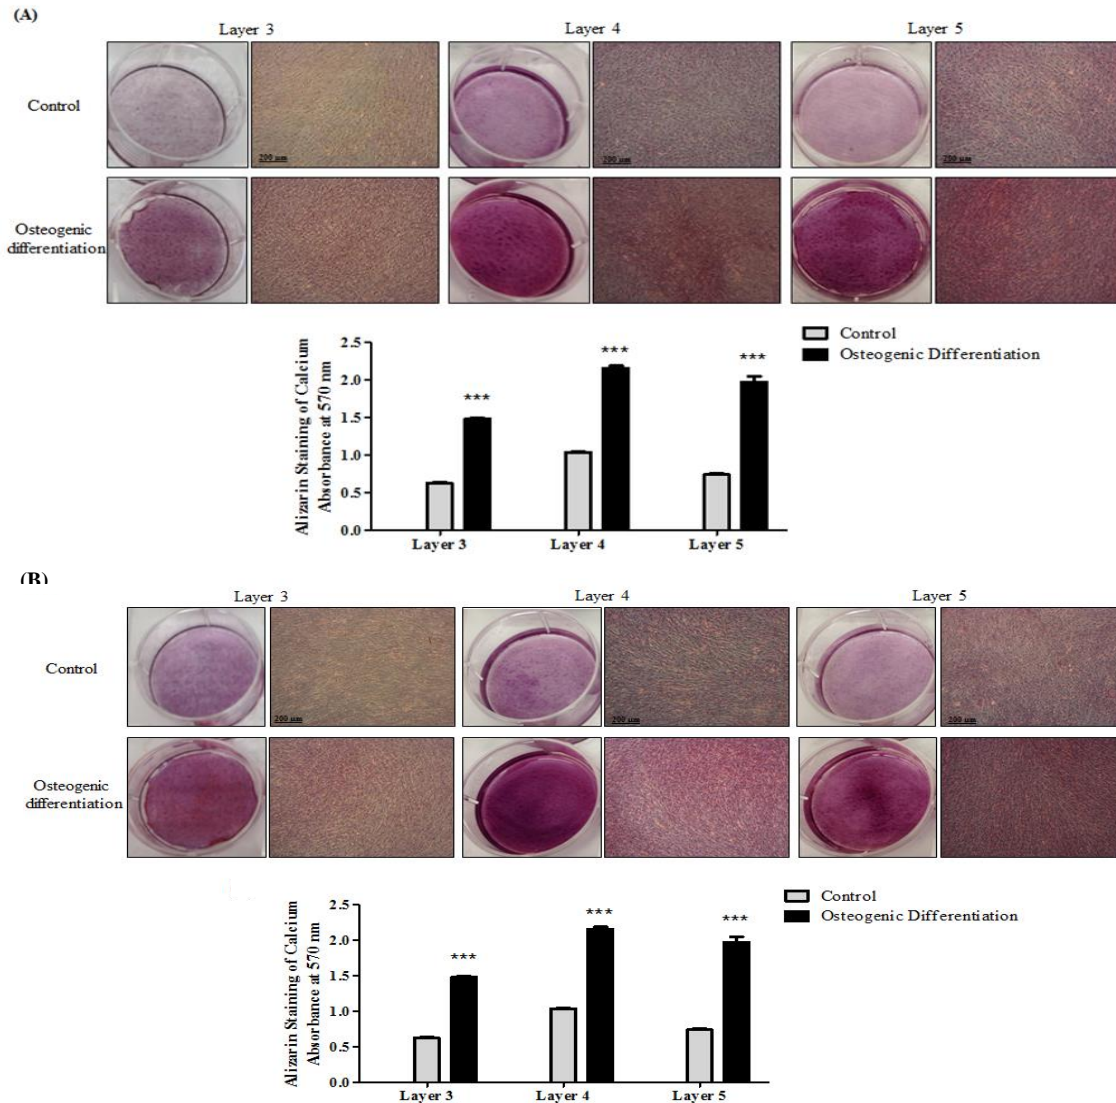 (A)
Layer 3
Layer 4
Layer 5
Control
200 µm
200 µm
200 µm
Osteogenic
differentiation
Control
Osteogenic Differentiation
Alizarin Staining of Calcium
Absorbance at 570 nm
2.5
2.0
1.5
1.0
0.5
0.0
***
***
***
Layer 3
Layer 4
Layer 5
(B)
Layer 3
Layer 4
Layer 5
Control
200 µm
200 µm
200 µm
Osteogenic
differentiation
Control
Osteogenic Differentiation
Alizarin Staining of Calcium
Absorbance at 570 nm
2.5
2.0
1.5
1.0
0.5
0.0
***
***
***
Layer 3
Layer 4
Layer 5